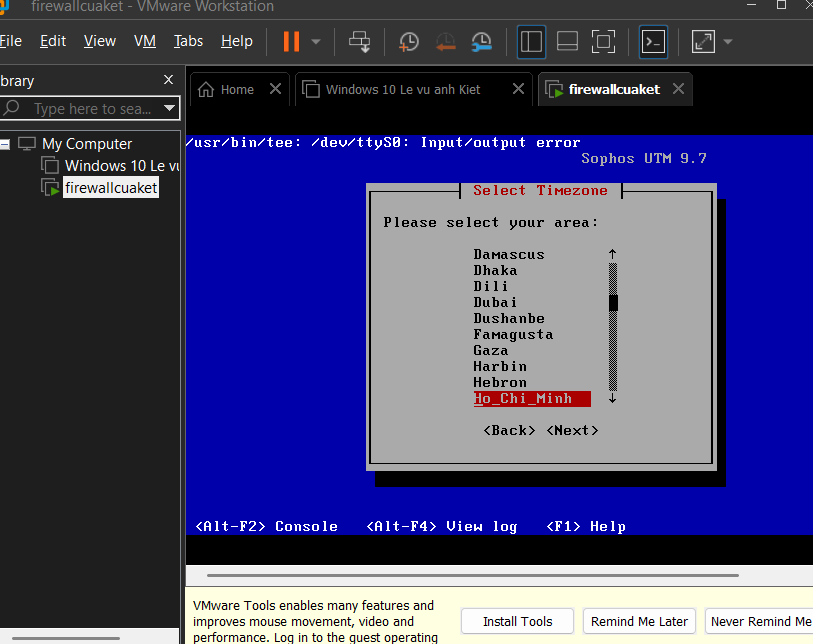 firewallcuaket - VMware Workstation
File Edit View VM Tabs Help
Library
Type here to sea...
My Computer
Windows 10 Le vu
firewallcuaket
Home
Windows 10 Le vu anh Kiet
firewallcuaket
/usr/bin/tee: /dev/ttyS0: Input/output error
Sophos UTM 9.7
Select Timezone
Please select your area:
Damascus
Dhaka
Dili
Dubai
Dushanbe
Famagusta
Gaza
Harbin
Hebron
Ho_Chi_Minh
<Back> <Next>
<Alt-F2> Console <Alt-F4> View log <F1> Help
VMware Tools enables many features and
improves mouse movement, video and
performance. Log in to the guest operating
Install Tools
Remind Me Later
Never Remind Me